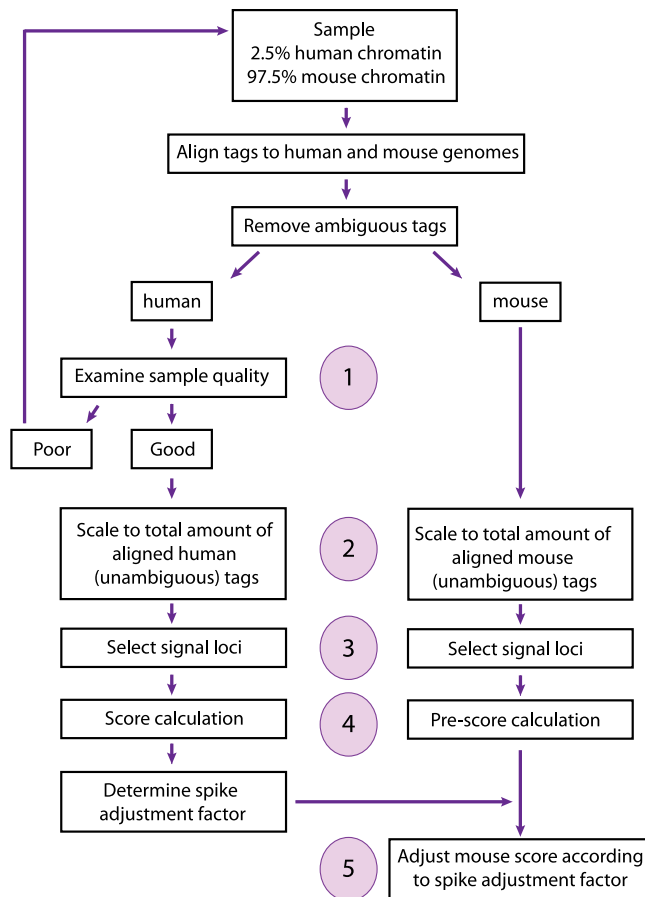 Sample
2.5% human chromatin
97.5% mouse chromatin
Align tags to human and mouse genomes
Remove ambiguous tags
human
mouse
Examine sample quality
1
Poor
Good
Scale to total amount of
aligned human
(unambiguous) tags
2
Scale to total amount of
aligned mouse
(unambiguous) tags
Select signal loci
3
Select signal loci
Score calculation
4
Pre-score calculation
Determine spike
adjustment factor
5
Adjust mouse score according
to spike adjustment factor